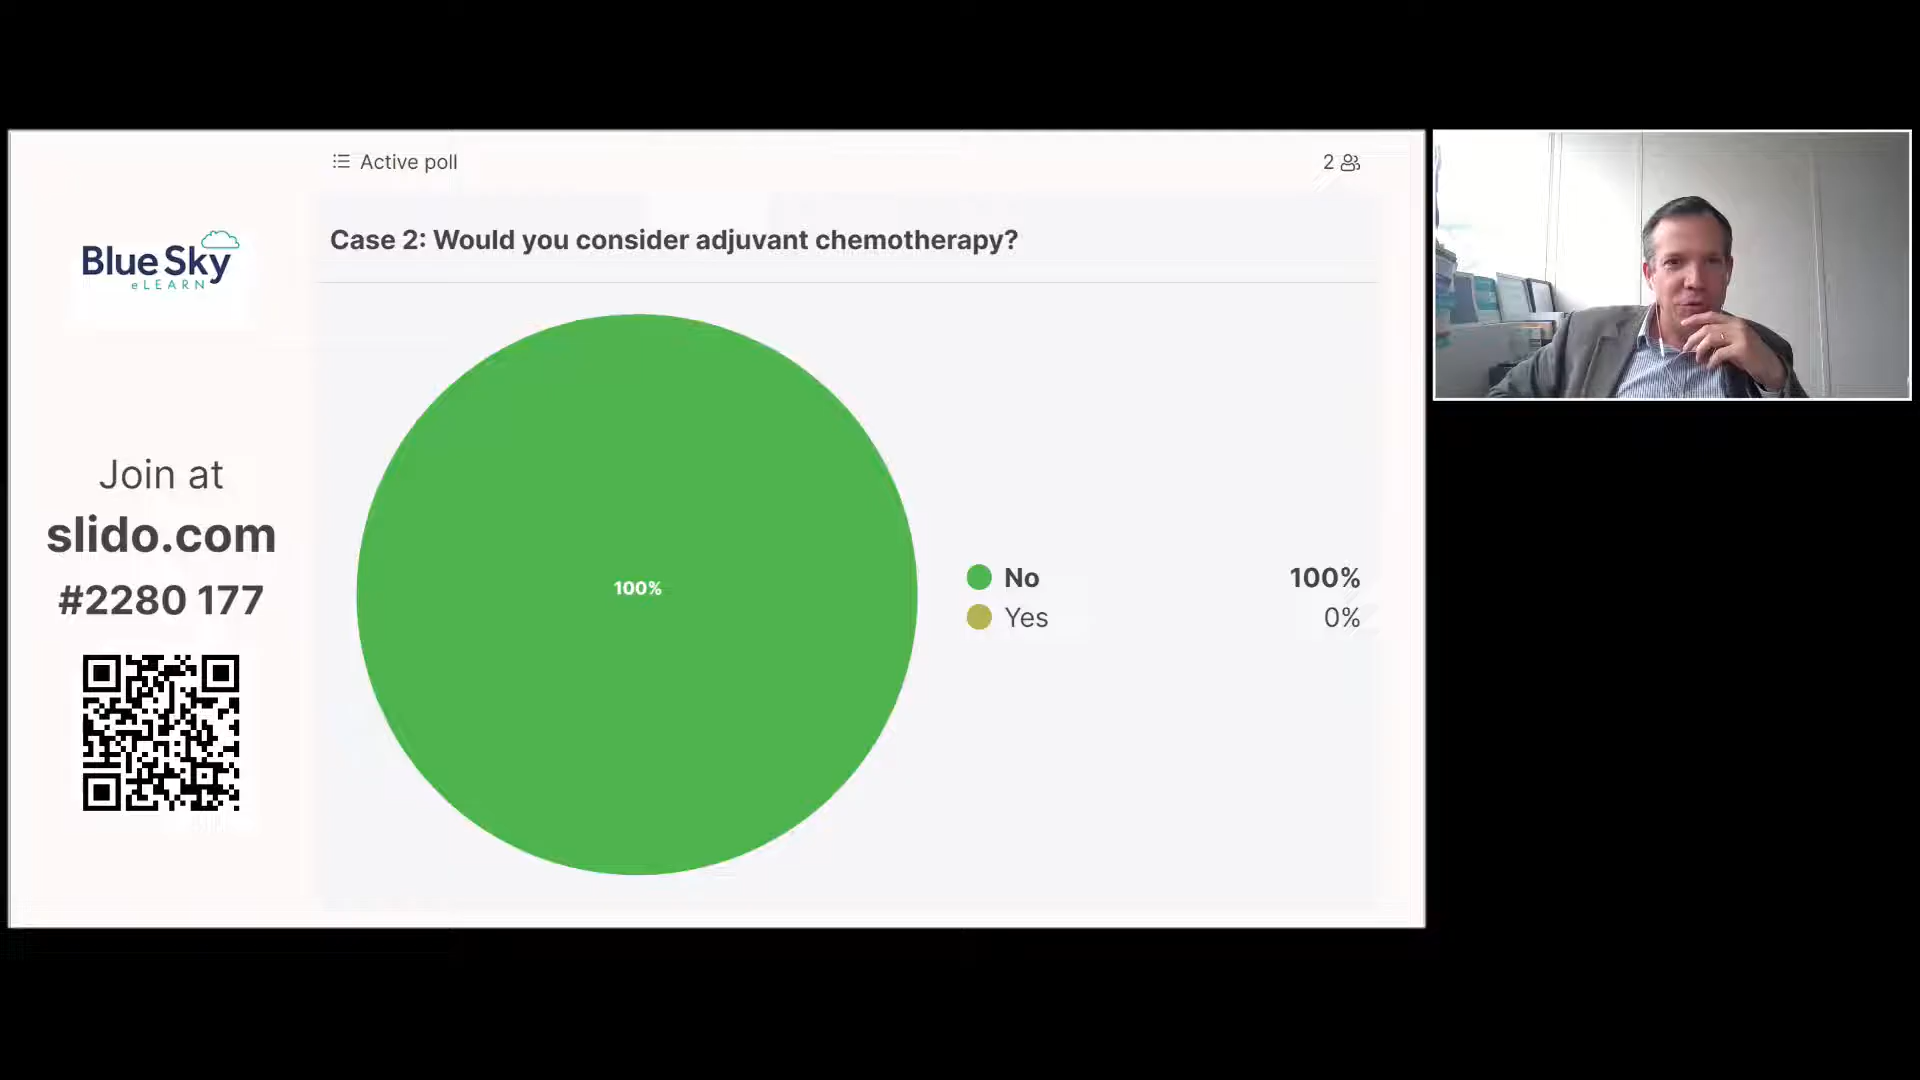 Active poll
2
Blue Sky
eLEARN
Case 2: Would you consider adjuvant chemotherapy?
Join at
slido.com
#2280 177
100%
No 100%
Yes 0%